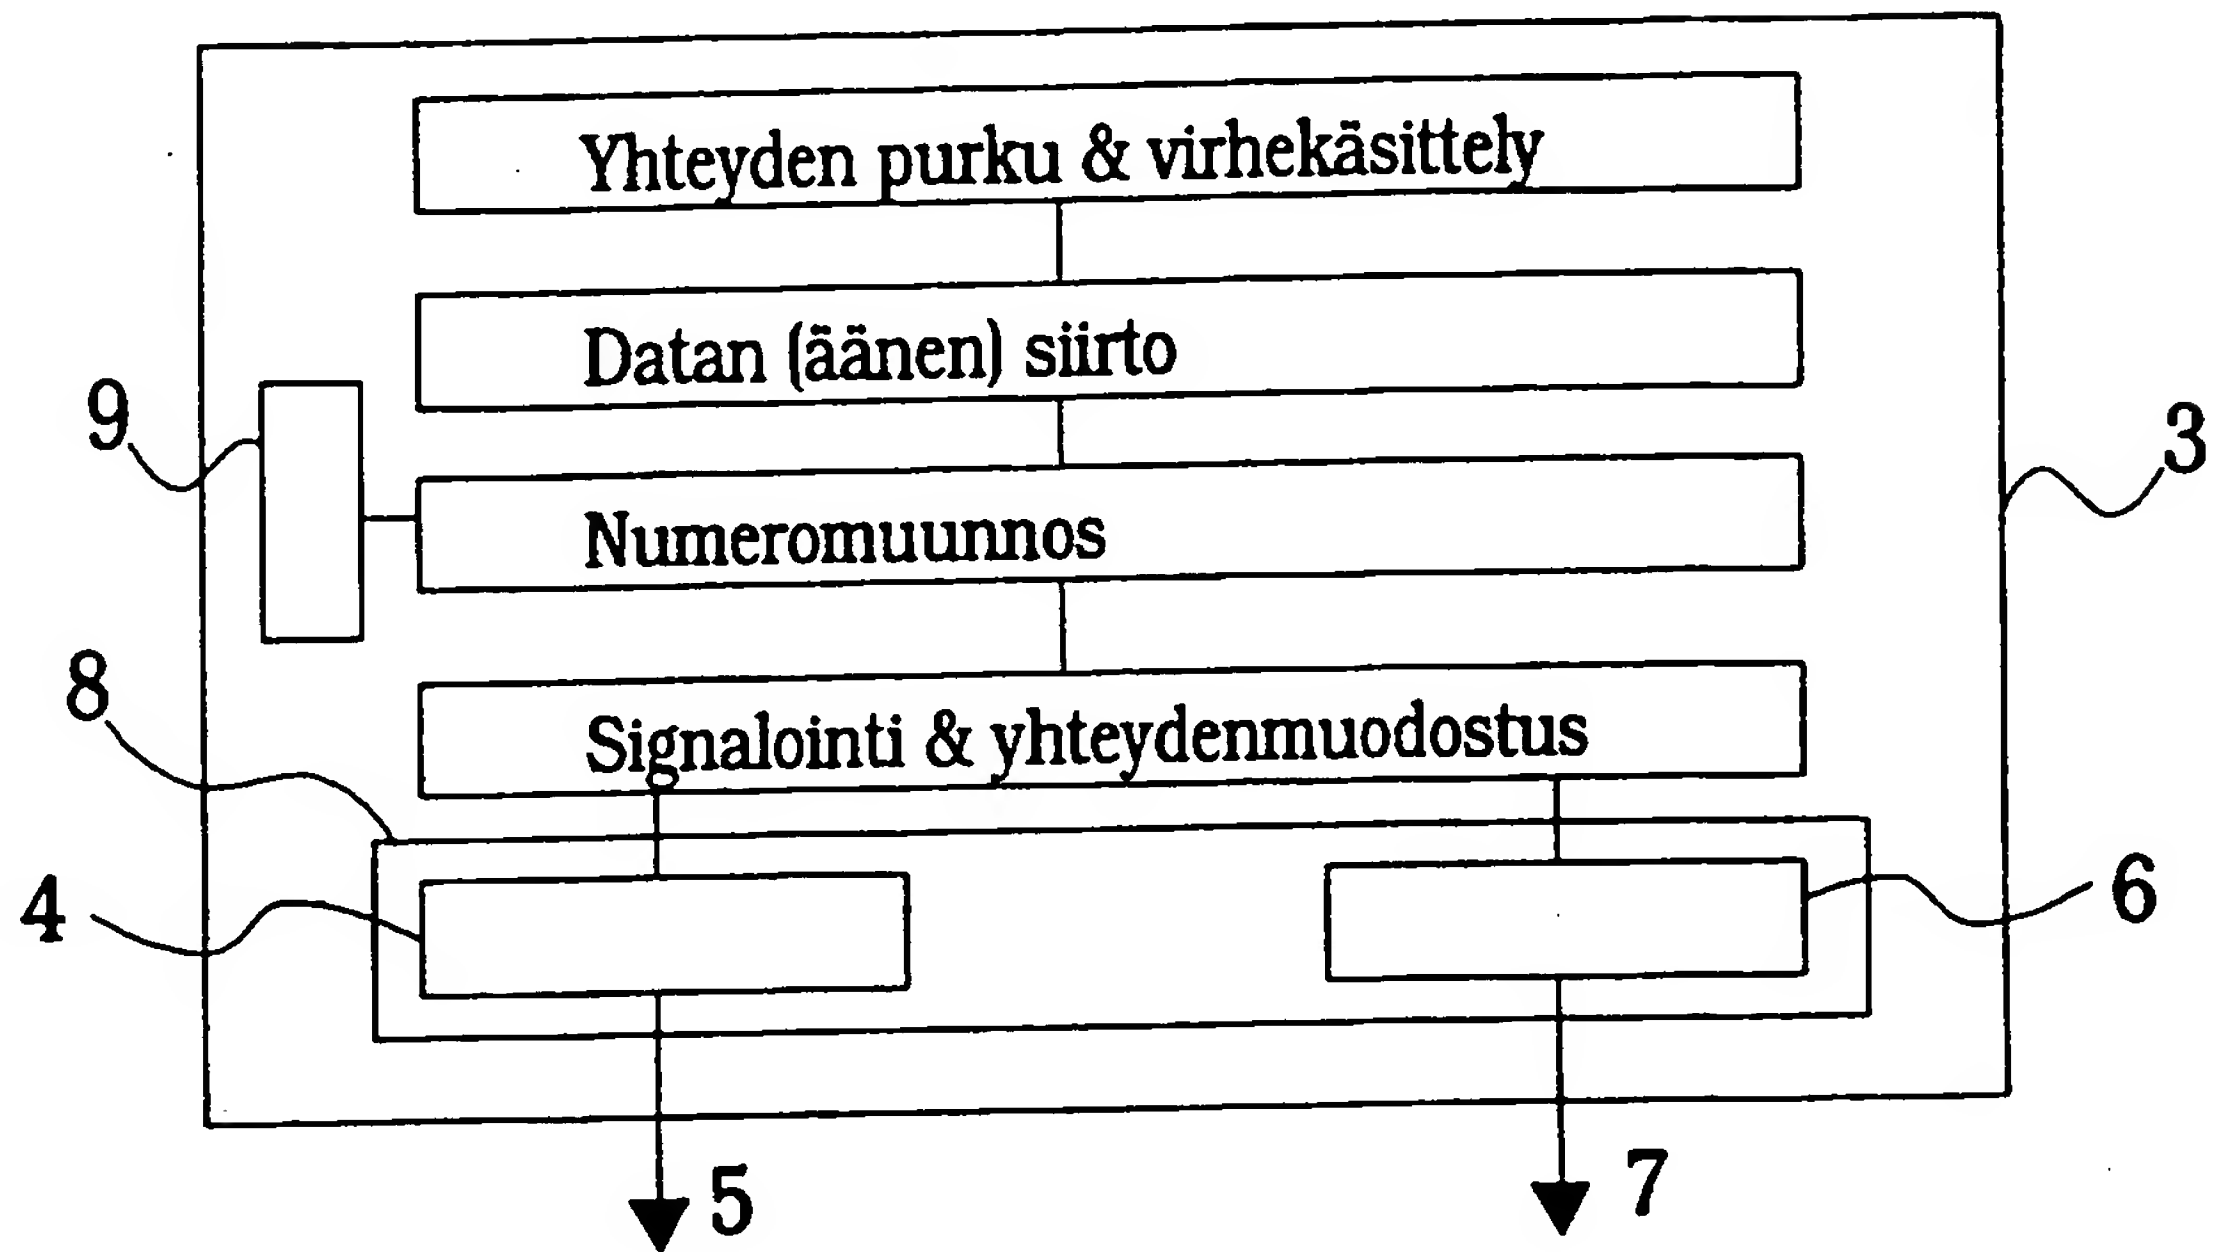 Yhteyden purku & virhekäsittely
Datan (äänen) siirto
9
3
Numeromuunnos
8
Signalointi & yhteydenmuodostus
4
6
5
7